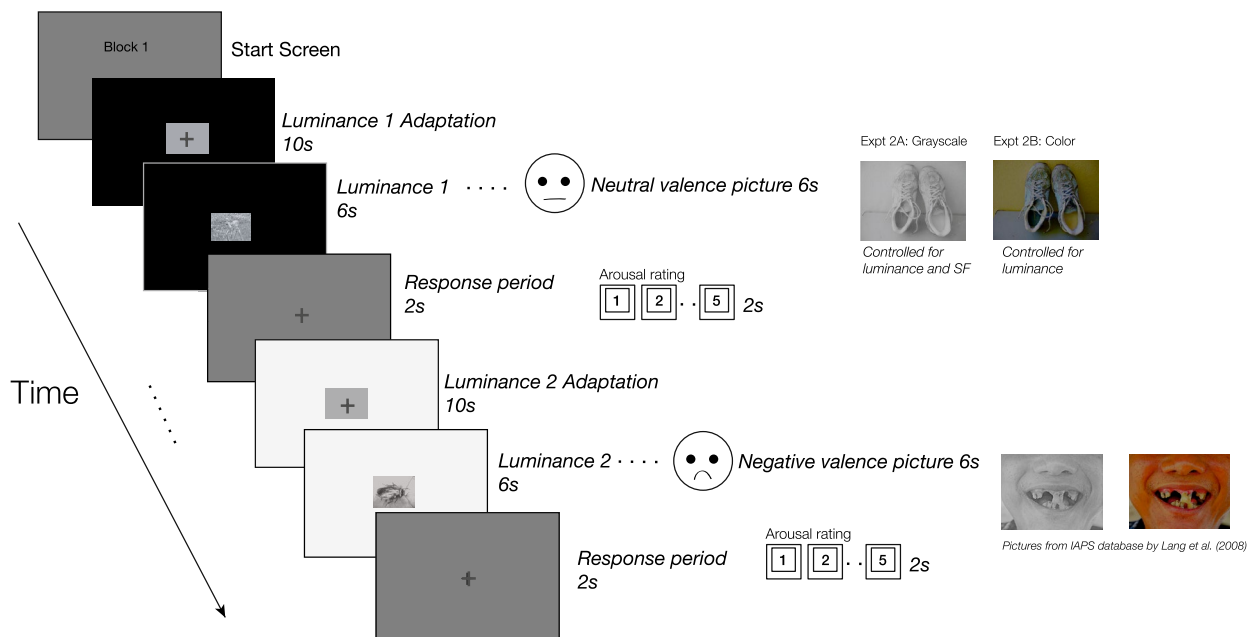 Block 1
Start Screen
Luminance 1 Adaptation
10s
Luminance 1 . . . .
6s
Neutral valence picture 6s
Expt 2A: Grayscale
Expt 2B: Color
Controlled for
luminance and SF
Controlled for
luminance
Response period
2s
Arousal rating
1 2 . . 5 2s
Time
Luminance 2 Adaptation
10s
Luminance 2 . . . .
6s
Negative valence picture 6s
Pictures from IAPS database by Lang et al. (2008)
Response period
2s
Arousal rating
1 2 . . 5 2s